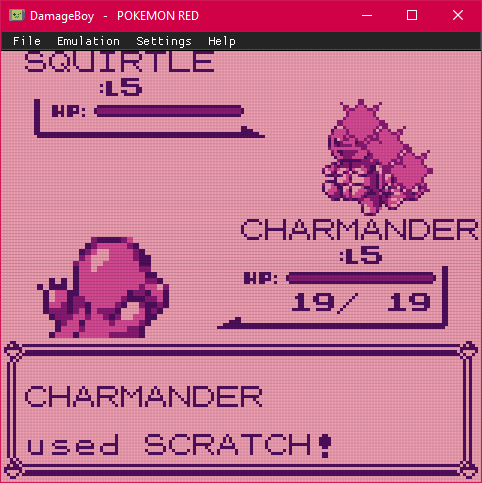 DamageBoy - POKEMON RED
File Emulation Settings Help
SQUIRTLE
:L5
HP:
CHARMANDER
:L5
HP:
19/ 19
CHARMANDER
used SCRATCH!